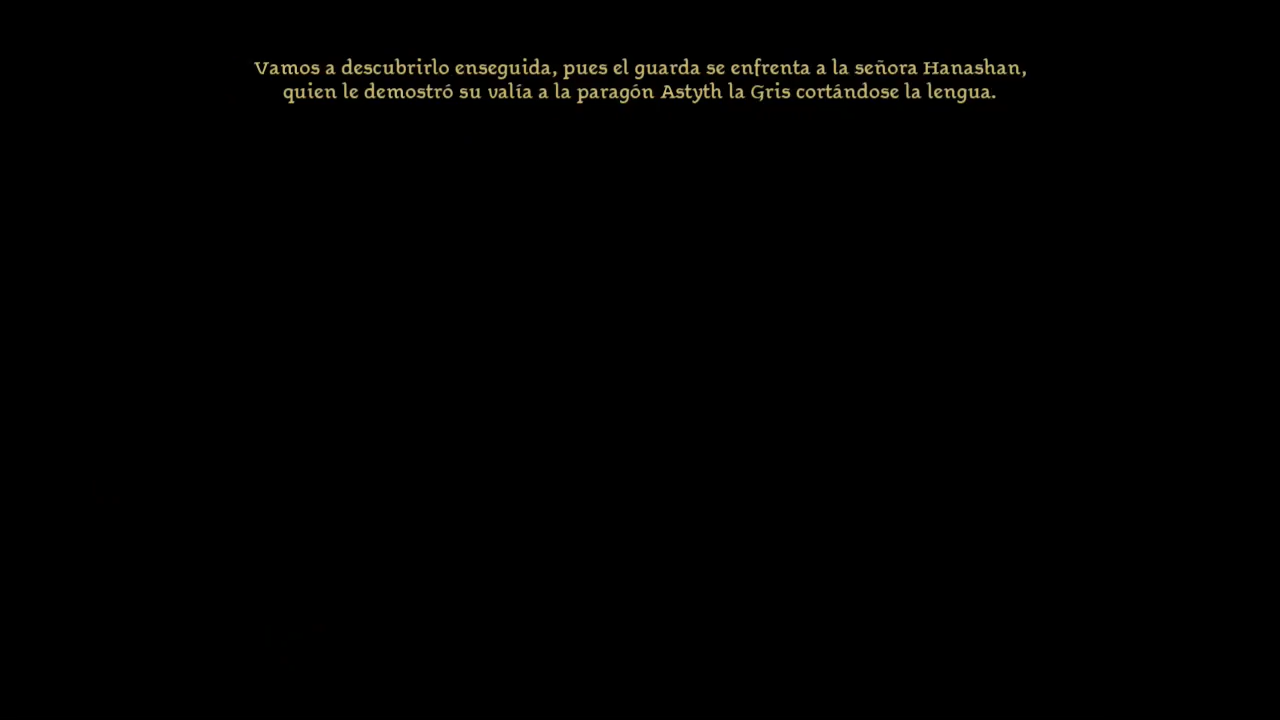 Vamos a descubrirlo enseguida, pues el guarda se enfrenta a la señora Hanashan,
quien le demostró su valía a la paragón Astyth la Gris cortándose la lengua.